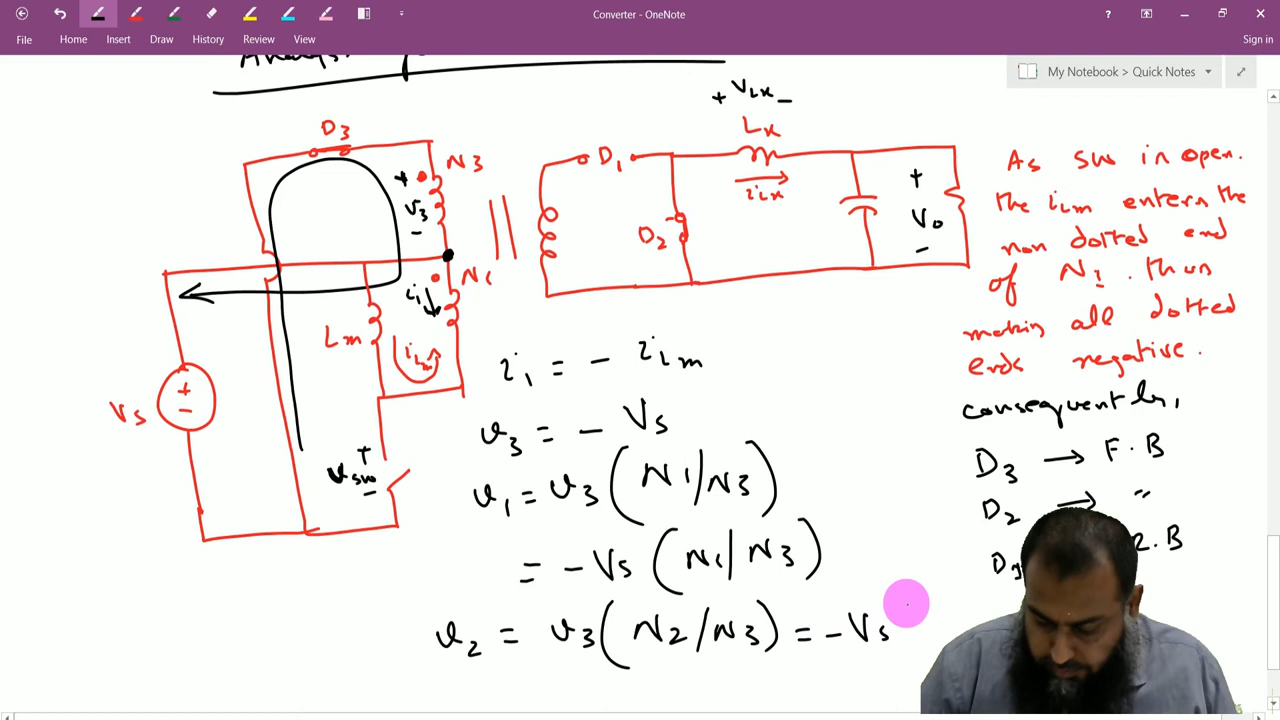 Converter - OneNote
File Home Insert Draw History Review View
Sign in
My Notebook > Quick Notes
+ VLx -
D3
N3
+
v3
-
N1
i1
Lm
iLm
Vs
+
-
+
vsw
-
D1
D2
Lx
iLx
+
Vo
-
i1 = - iLm
v3 = - Vs
v1 = v3 (N1/N3)
= - Vs (N1/N3)
v2 = v3 (N2/N3) = - Vs
As sw in open.
the iLm enters the
non dotted end
of N1. thus
making all dotted
ends negative.
consequently,
D3 → F.B
D2 → "
R.B